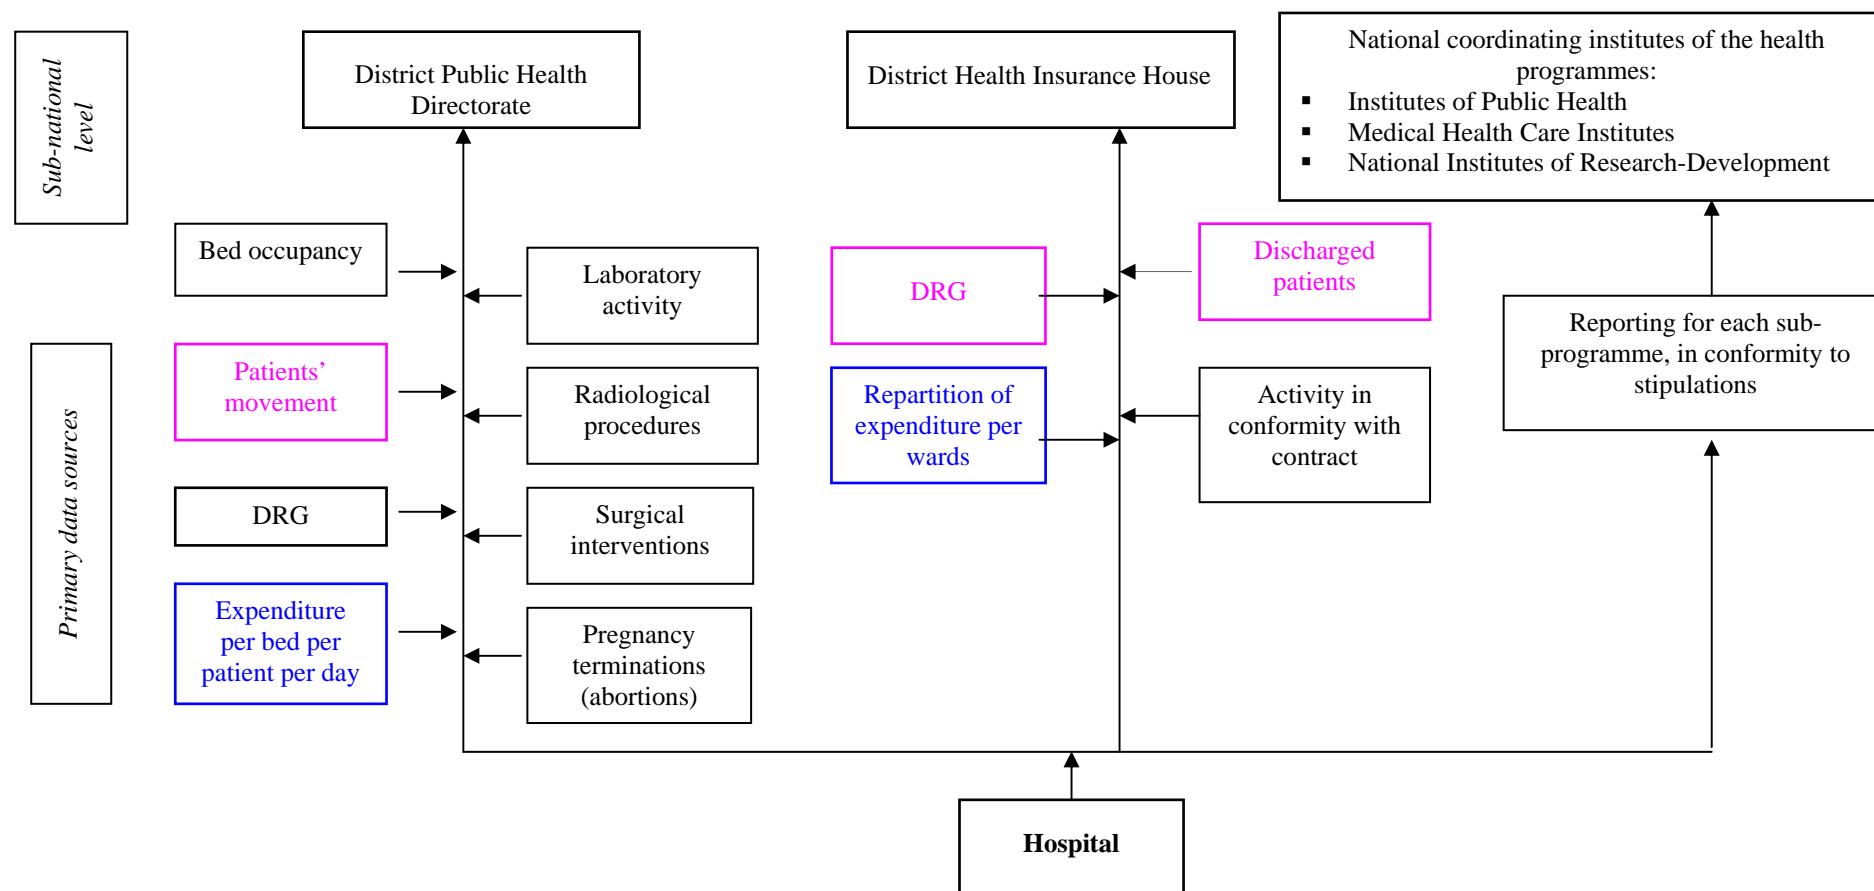 Sub-national
level
District Public Health
Directorate
District Health Insurance House
National coordinating institutes of the health
programmes:
▪ Institutes of Public Health
▪ Medical Health Care Institutes
▪ National Institutes of Research-Development
Bed occupancy
Laboratory
activity
DRG
Discharged
patients
Reporting for each sub-
programme, in conformity to
stipulations
Primary data sources
Patients’
movement
Radiological
procedures
Repartition of
expenditure per
wards
Activity in
conformity with
contract
DRG
Surgical
interventions
Expenditure
per bed per
patient per day
Pregnancy
terminations
(abortions)
Hospital